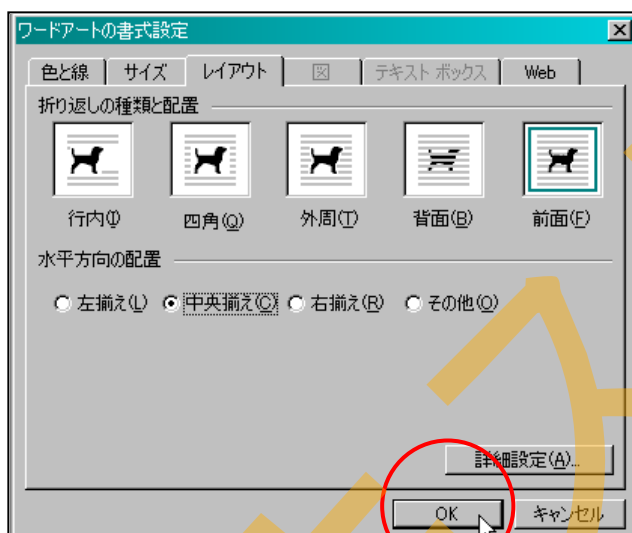 ワードアートの書式設定
色と線 サイズ レイアウト 図 テキスト ボックス Web
折り返しの種類と配置
行内(I) 四角(Q) 外周(T) 背面(B) 前面(F)
水平方向の配置
左揃え(L) 中央揃え(C) 右揃え(R) その他(O)
詳細設定(A)...
OK キャンセル